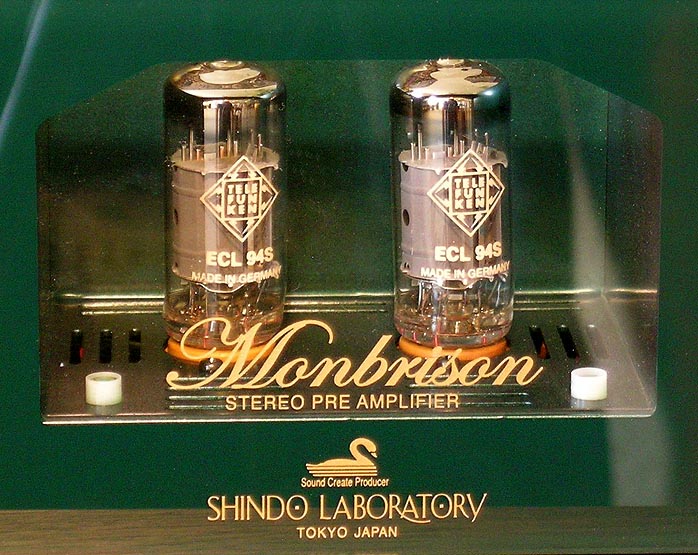 TELE
FUN
KEN
ECL 94S
MADE IN GERMANY
TELE
FUN
KEN
ECL 94S
MADE IN GERMANY
Monbrison
STEREO PRE AMPLIFIER
Sound Create Producer
SHINDO LABORATORY
TOKYO JAPAN